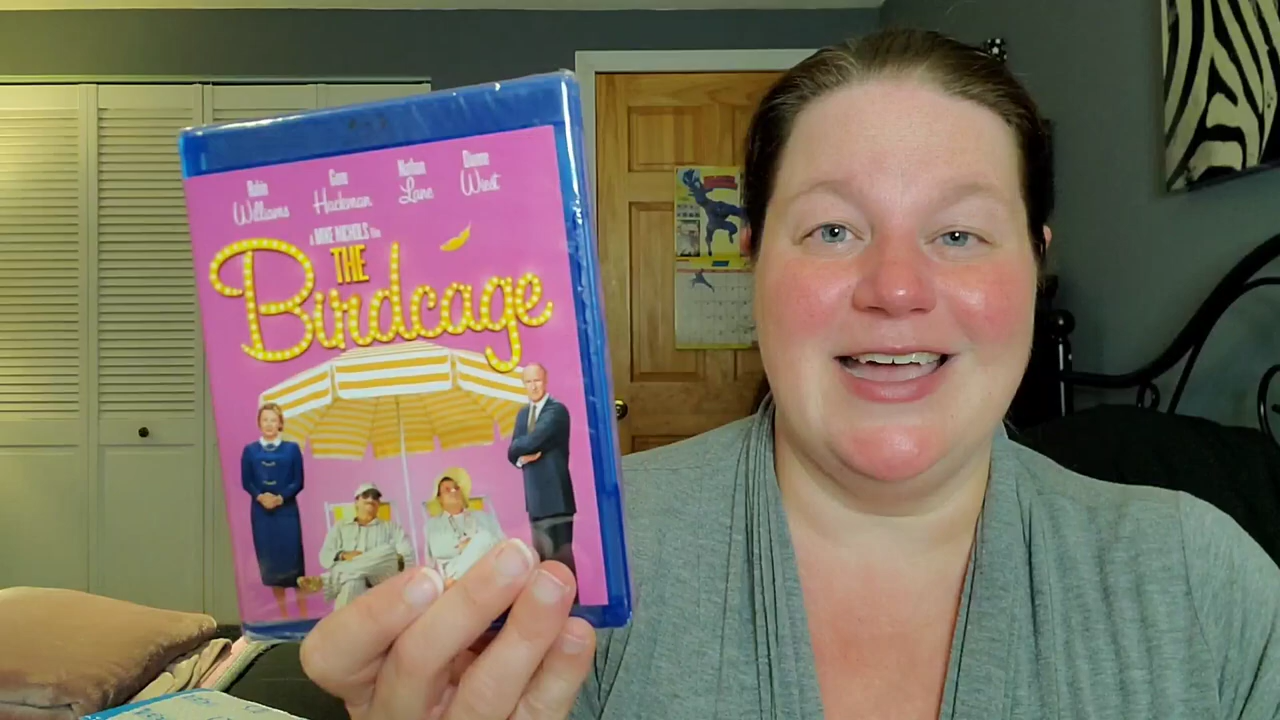 Robin Gene Nathan Dianne
Williams Hackman Lane Wiest
A MIKE NICHOLS Film
THE
Birdcage